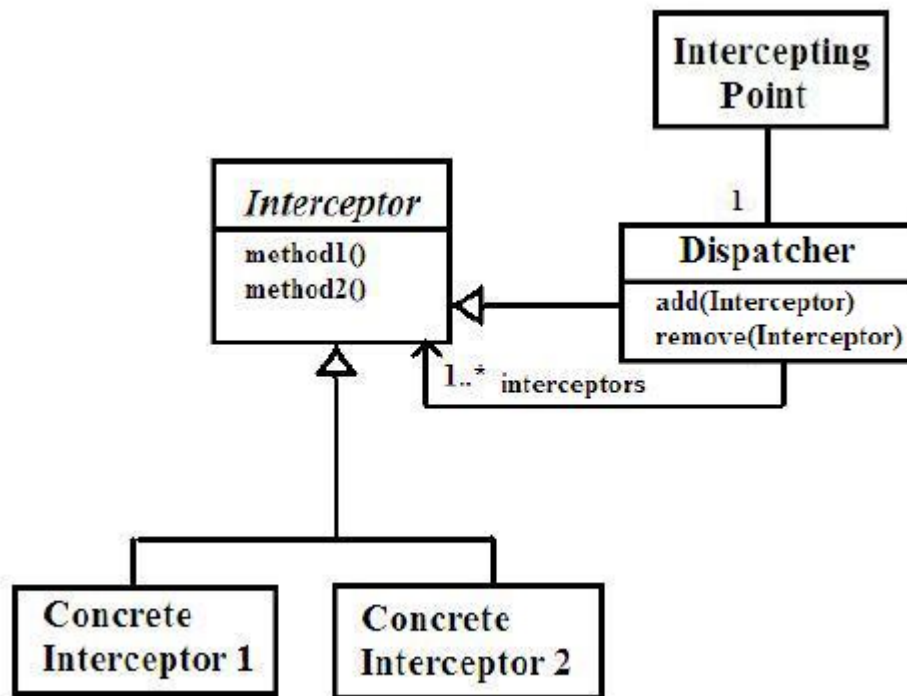 Intercepting
Point
1
Interceptor
method1()
method2()
Dispatcher
add(Interceptor)
remove(Interceptor)
1..* interceptors
Concrete
Interceptor 1
Concrete
Interceptor 2